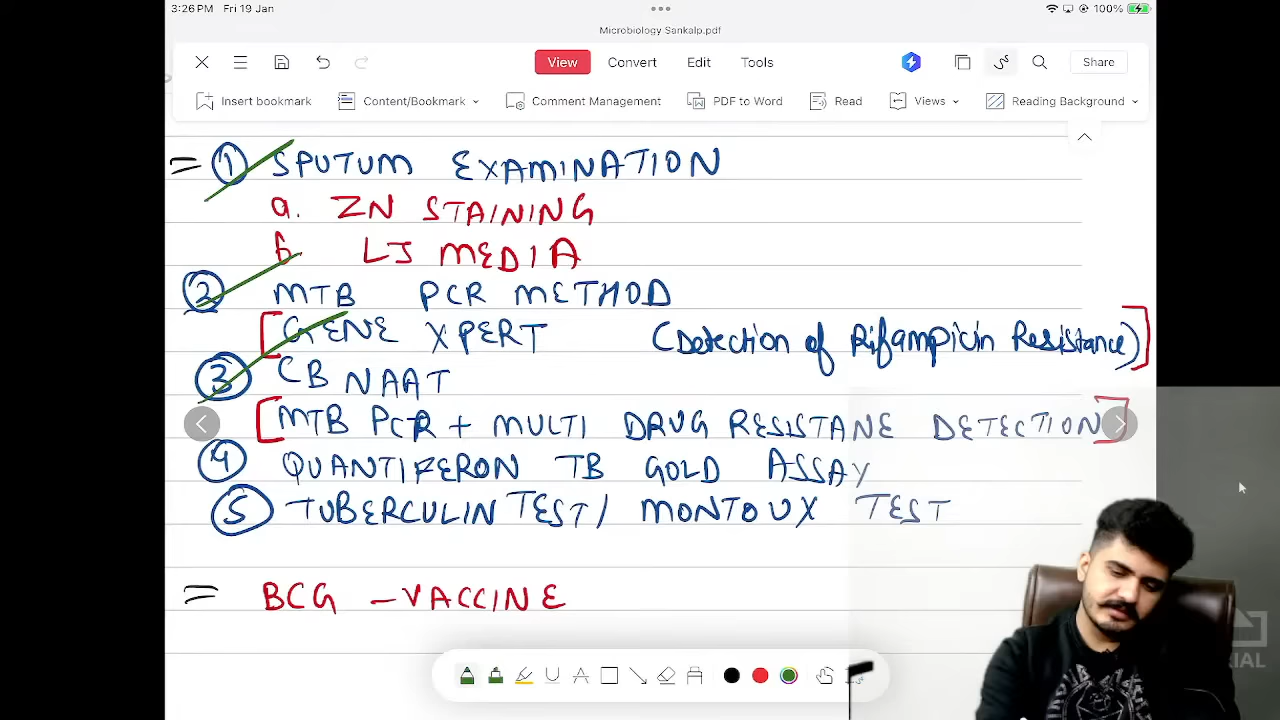 3:26 PM Fri 19 Jan
100%
Microbiology Sankalp.pdf
View Convert Edit Tools Share
Insert bookmark Content/Bookmark Comment Management PDF to Word Read Views Reading Background
= 1 SPUTUM EXAMINATION
a. ZN STAINING
b. LJ MEDIA
2 MTB PCR METHOD
[GENE XPERT (Detection of Rifampicin Resistance)]
3 CB NAAT
[MTB PCR + MULTI DRUG RESISTANE DETECTION]
4 QUANTIFERON TB GOLD ASSAY
5 TUBERCULIN TEST / MONTOUX TEST
= BCG - VACCINE